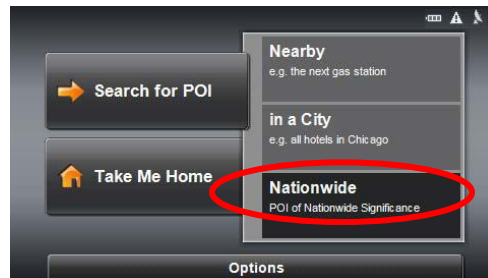 Nearby
e.g. the next gas station
Search for POI
in a City
e.g. all hotels in Chicago
Take Me Home
Nationwide
POI of Nationwide Significance
Options